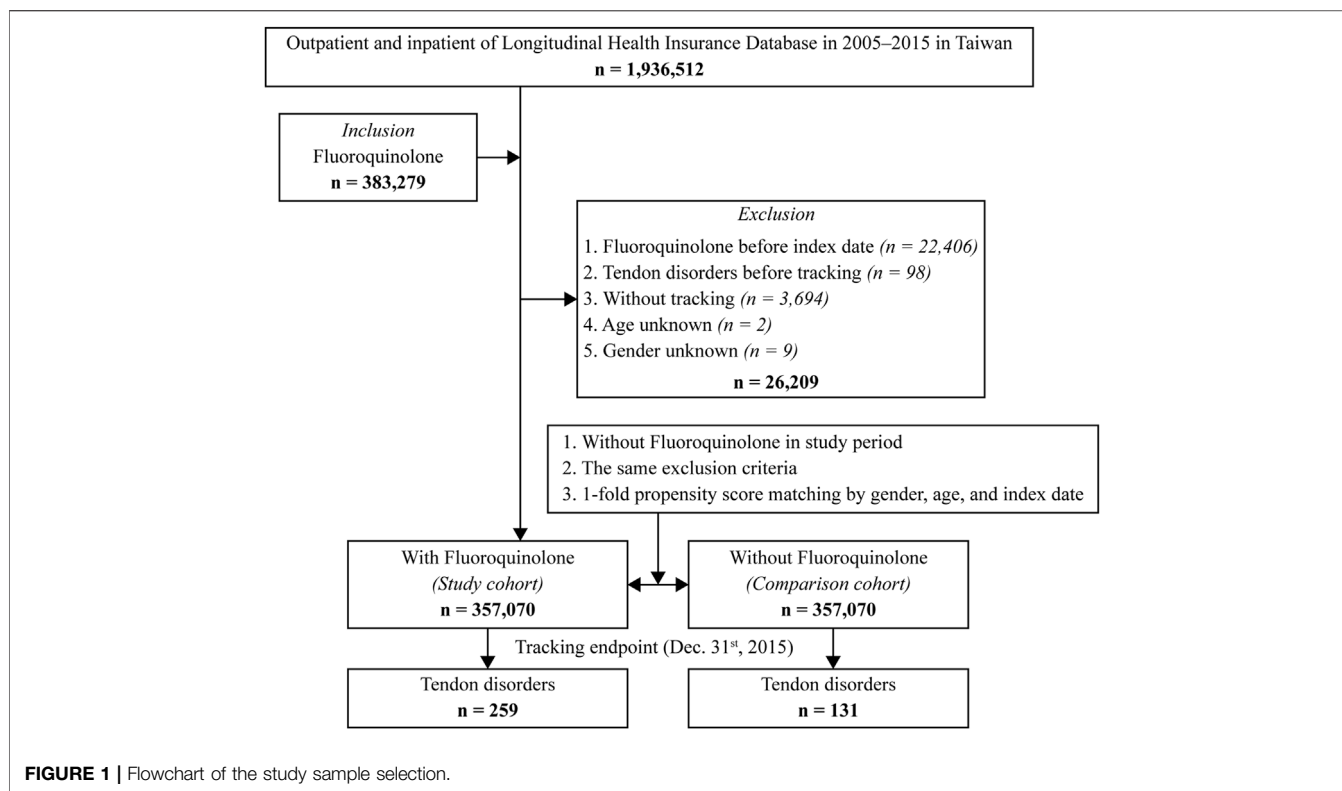 Outpatient and inpatient of Longitudinal Health Insurance Database in 2005–2015 in Taiwan
n = 1,936,512
Inclusion
Fluoroquinolone
n = 383,279
Exclusion
1. Fluoroquinolone before index date (n = 22,406)
2. Tendon disorders before tracking (n = 98)
3. Without tracking (n = 3,694)
4. Age unknown (n = 2)
5. Gender unknown (n = 9)
n = 26,209
1. Without Fluoroquinolone in study period
2. The same exclusion criteria
3. 1-fold propensity score matching by gender, age, and index date
With Fluoroquinolone
(Study cohort)
n = 357,070
Without Fluoroquinolone
(Comparison cohort)
n = 357,070
Tracking endpoint (Dec. 31st, 2015)
Tendon disorders
n = 259
Tendon disorders
n = 131
FIGURE 1 | Flowchart of the study sample selection.